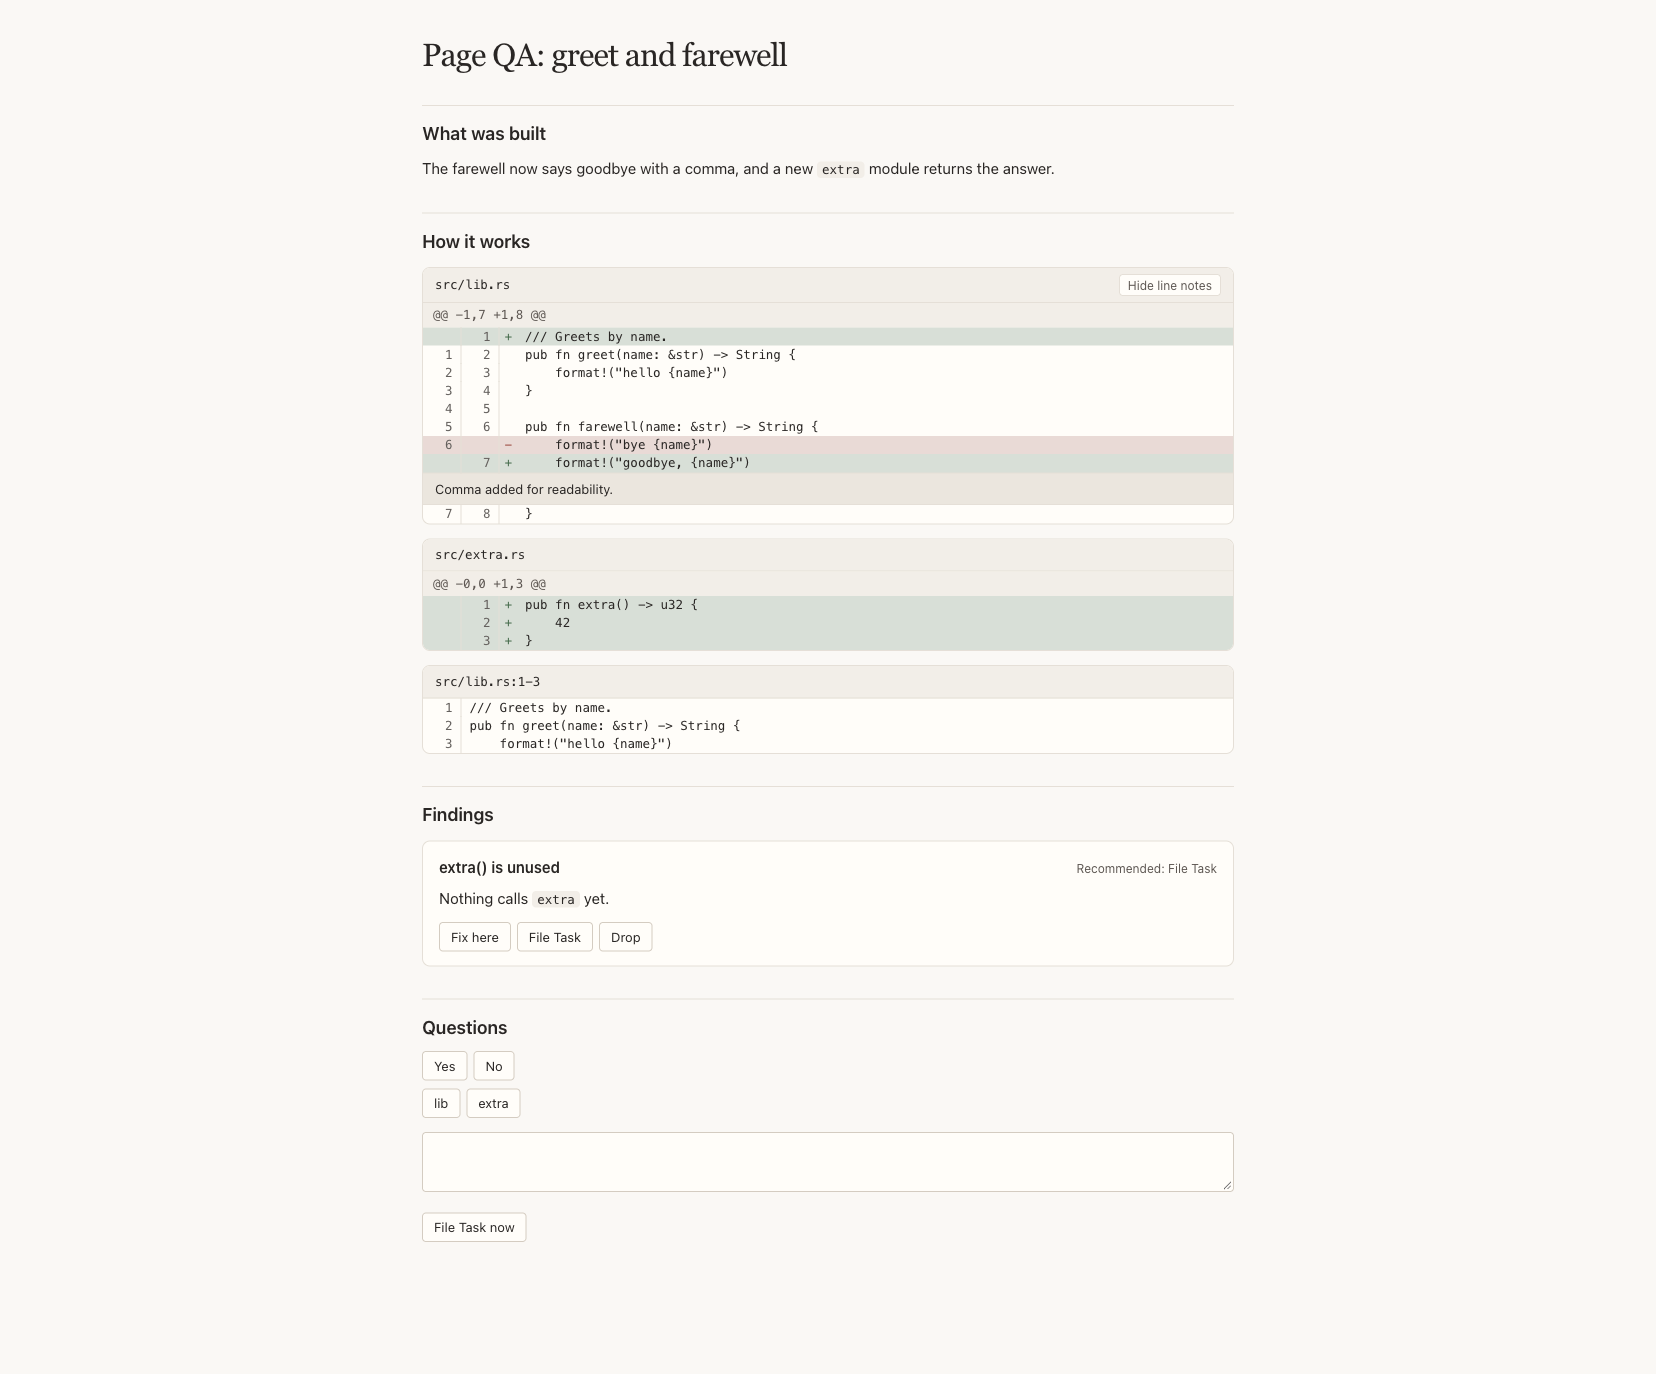 Page QA: greet and farewell
What was built
The farewell now says goodbye with a comma, and a new extra module returns the answer.
How it works
src/lib.rs Hide line notes
@@ −1,7 +1,8 @@
1 + /// Greets by name.
1 2 pub fn greet(name: &str) -> String {
2 3 format!("hello {name}")
3 4 }
4 5
5 6 pub fn farewell(name: &str) -> String {
6 − format!("bye {name}")
7 + format!("goodbye, {name}")
Comma added for readability.
7 8 }
src/extra.rs
@@ −0,0 +1,3 @@
1 + pub fn extra() -> u32 {
2 + 42
3 + }
src/lib.rs:1–3
1 /// Greets by name.
2 pub fn greet(name: &str) -> String {
3 format!("hello {name}")
Findings
extra() is unused Recommended: File Task
Nothing calls extra yet.
Fix here File Task Drop
Questions
Yes No
lib extra
File Task now